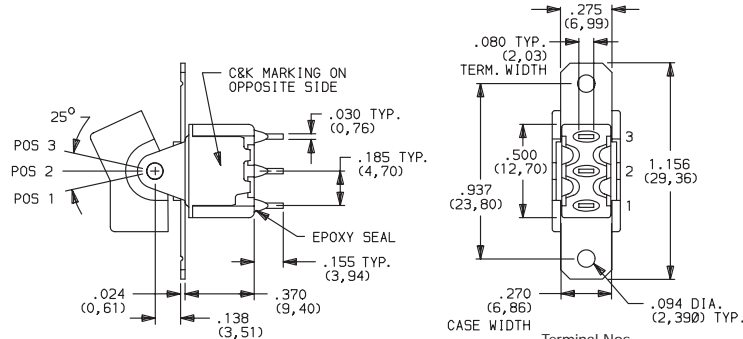 C&K MARKING ON
OPPOSITE SIDE
25°
POS 3
POS 2
POS 1
.030 TYP.
(0,76)
.185 TYP.
(4,70)
EPOXY SEAL
.155 TYP.
(3,94)
.024
(0,61)
.370
(9,40)
.138
(3,51)
.275
(6,99)
.080 TYP.
(2,03)
TERM. WIDTH
.500
(12,70)
3
2
1
1.156
(29,36)
.937
(23,80)
.270
(6,86)
CASE WIDTH
.094 DIA.
(2,390) TYP.
Terminal Nos